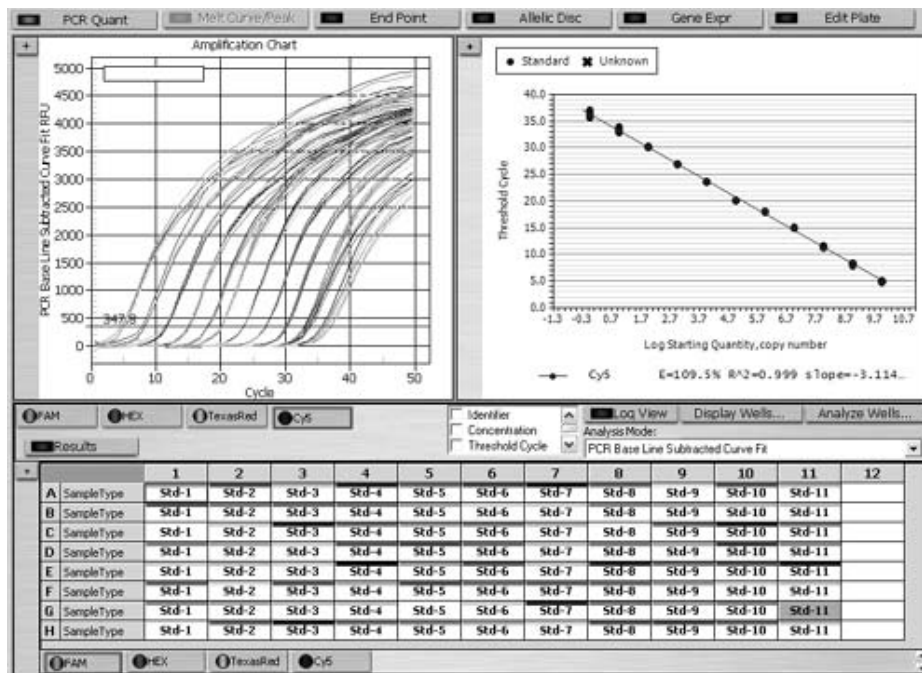 PCR Quant Melt Curve/Peak End Point Allelic Disc Gene Expr Edit Plate
Amplification Chart
PCR Base Line Subtracted Curve Fit RFU
5000
4500
4000
3500
3000
2500
2000
1500
1000
500
0
347.8
0 10 20 30 40 50
Cycle
Standard Unknown
Threshold Cycle
40.0
35.0
30.0
25.0
20.0
15.0
10.0
5.0
0.0
-1.3 -0.3 0.7 1.7 2.7 3.7 4.7 5.7 6.7 7.7 8.7 9.7 10.7
Log Starting Quantity, copy number
Cy5 E=109.5% R^2=0.999 slope=-3.114...
FAM HEX TexasRed Cy5
Identifier
Concentration
Threshold Cycle
Log View Display Wells... Analyze Wells...
Analysis Mode:
PCR Base Line Subtracted Curve Fit
Results
1 2 3 4 5 6 7 8 9 10 11 12
A SampleType Std-1 Std-2 Std-3 Std-4 Std-5 Std-6 Std-7 Std-8 Std-9 Std-10 Std-11
B SampleType Std-1 Std-2 Std-3 Std-4 Std-5 Std-6 Std-7 Std-8 Std-9 Std-10 Std-11
C SampleType Std-1 Std-2 Std-3 Std-4 Std-5 Std-6 Std-7 Std-8 Std-9 Std-10 Std-11
D SampleType Std-1 Std-2 Std-3 Std-4 Std-5 Std-6 Std-7 Std-8 Std-9 Std-10 Std-11
E SampleType Std-1 Std-2 Std-3 Std-4 Std-5 Std-6 Std-7 Std-8 Std-9 Std-10 Std-11
F SampleType Std-1 Std-2 Std-3 Std-4 Std-5 Std-6 Std-7 Std-8 Std-9 Std-10 Std-11
G SampleType Std-1 Std-2 Std-3 Std-4 Std-5 Std-6 Std-7 Std-8 Std-9 Std-10 Std-11
H SampleType Std-1 Std-2 Std-3 Std-4 Std-5 Std-6 Std-7 Std-8 Std-9 Std-10 Std-11
FAM HEX TexasRed Cy5